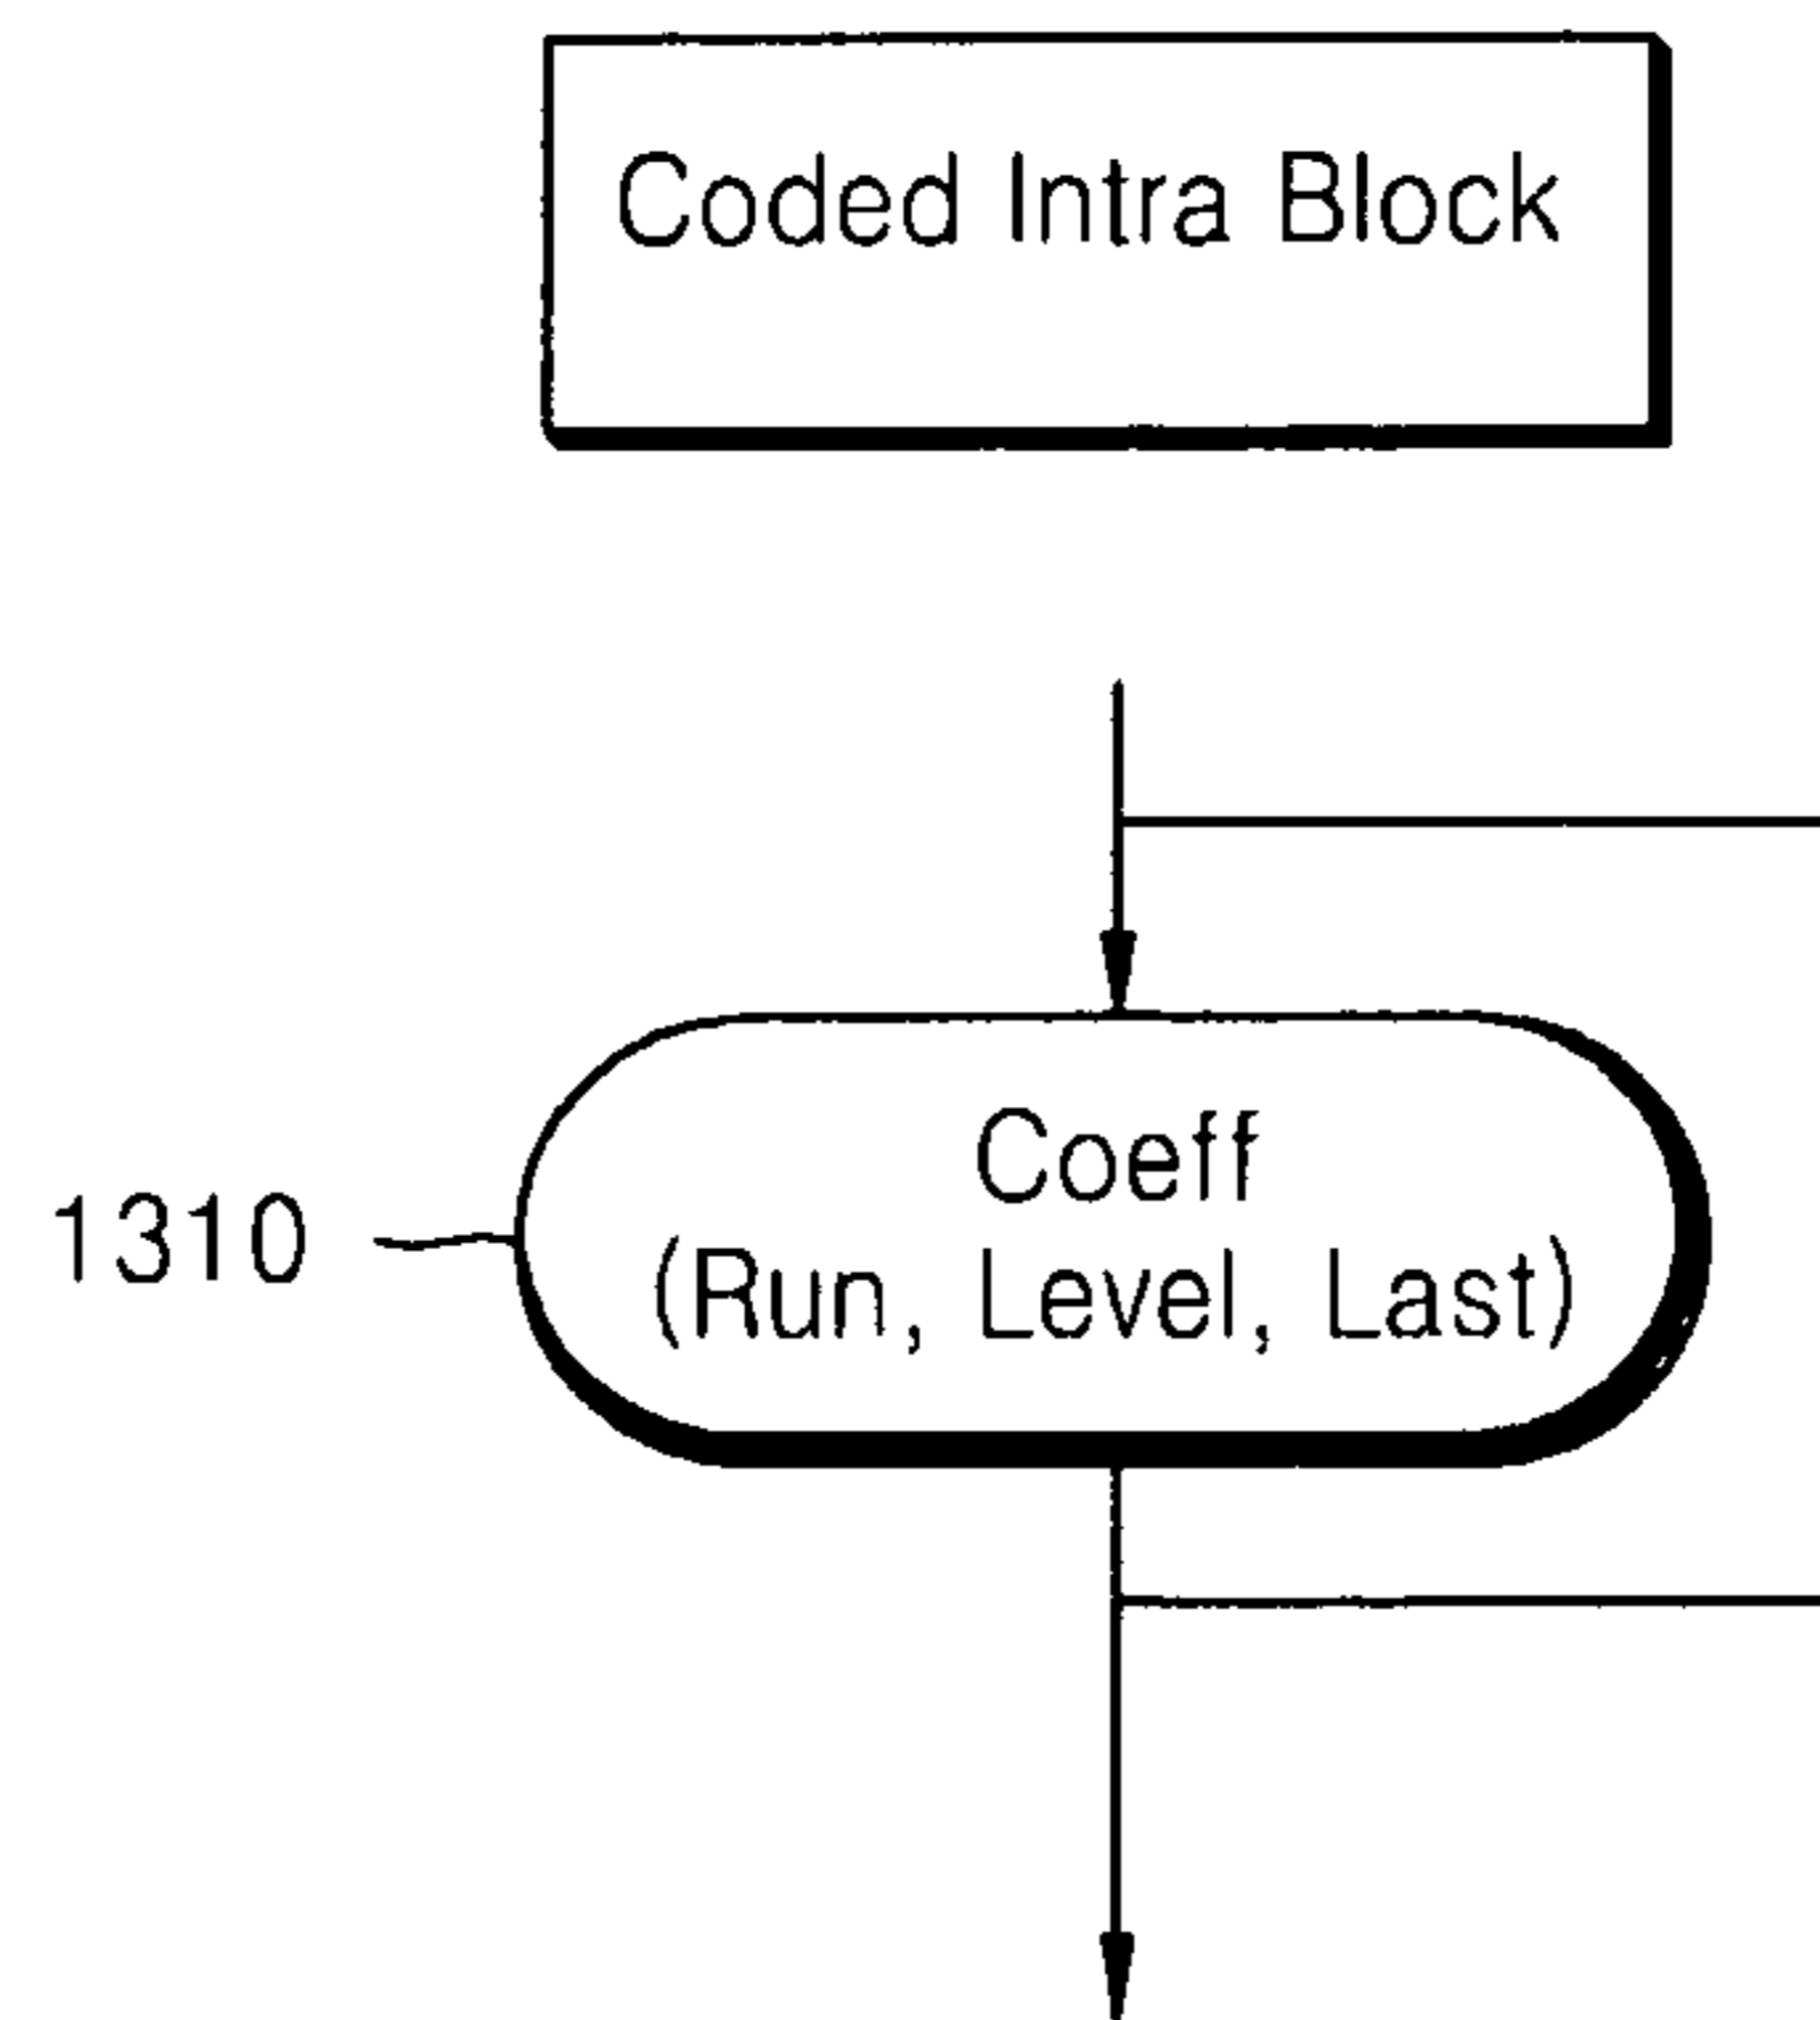 Coded Intra Block
Coeff
1310
(Run, Level, Last)